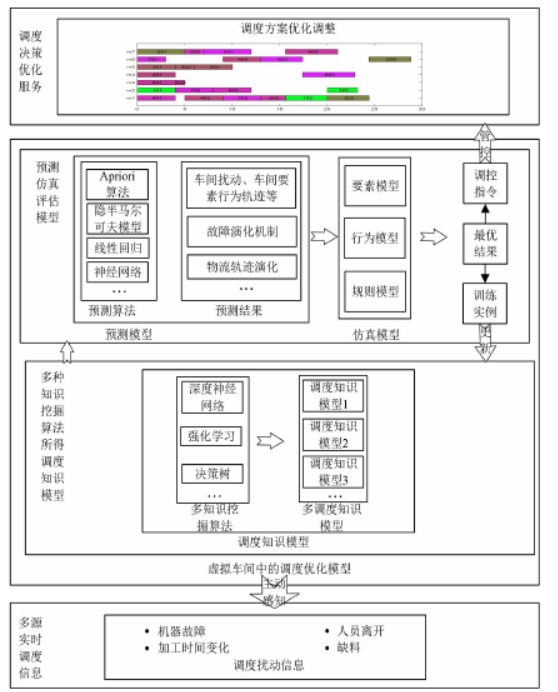 调度
决策
优化
服务
调度方案优化调整
0
5
10
15
20
25
30
管控
预测
仿真
评估
模型
Apriori
算法
隐半马尔
可夫模型
线性回归
神经网络
…
预测算法
车间扰动、车间要
素行为轨迹等
故障演化机制
物流轨迹演化
…
预测结果
预测模型
要素模型
行为模型
规则模型
仿真模型
调控
指令
最优
结果
训练
实例
更新
多种
知识
挖掘
算法
所得
调度
知识
模型
深度神经
网络
强化学习
决策树
…
多知识挖
掘算法
调度知识
模型1
调度知识
模型2
调度知识
模型3
…
多调度知识
模型
调度知识模型
虚拟车间中的调度优化模型
主动
感知
多源
实时
调度
信息
• 机器故障
• 加工时间变化
• 人员离开
• 缺料
调度扰动信息